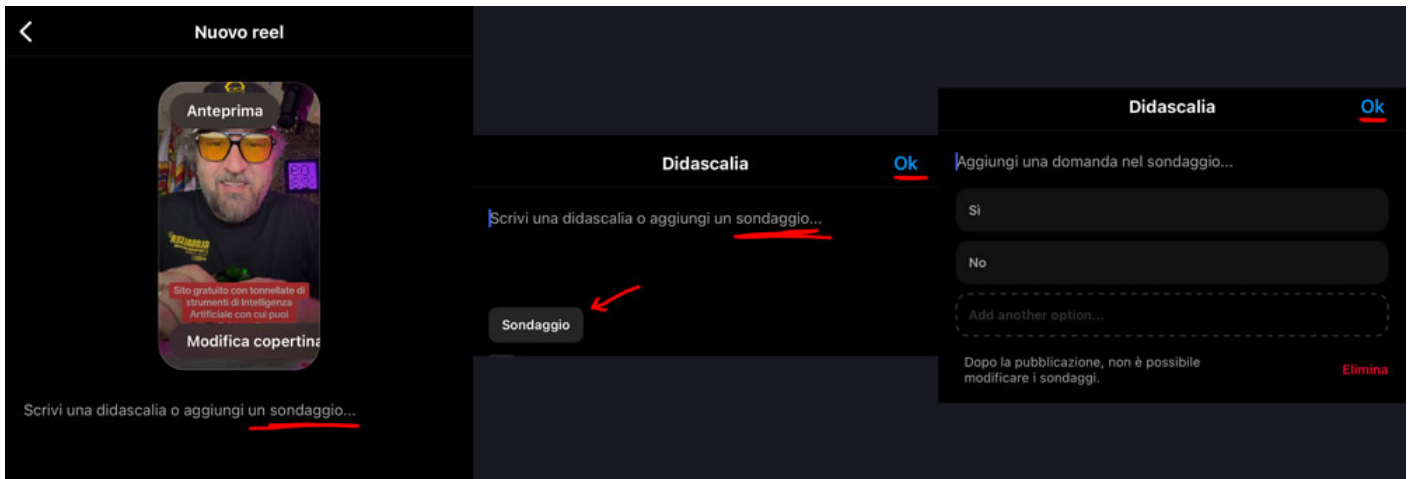 Nuovo reel
Anteprima
Sito gratuito con tonnellate di
strumenti di Intelligenza
Artificiale con cui puoi
Modifica copertina
Scrivi una didascalia o aggiungi un sondaggio...
Didascalia
Ok
Scrivi una didascalia o aggiungi un sondaggio...
Sondaggio
Didascalia
Ok
Aggiungi una domanda nel sondaggio...
Sì
No
Add another option...
Dopo la pubblicazione, non è possibile
modificare i sondaggi.
Elimina